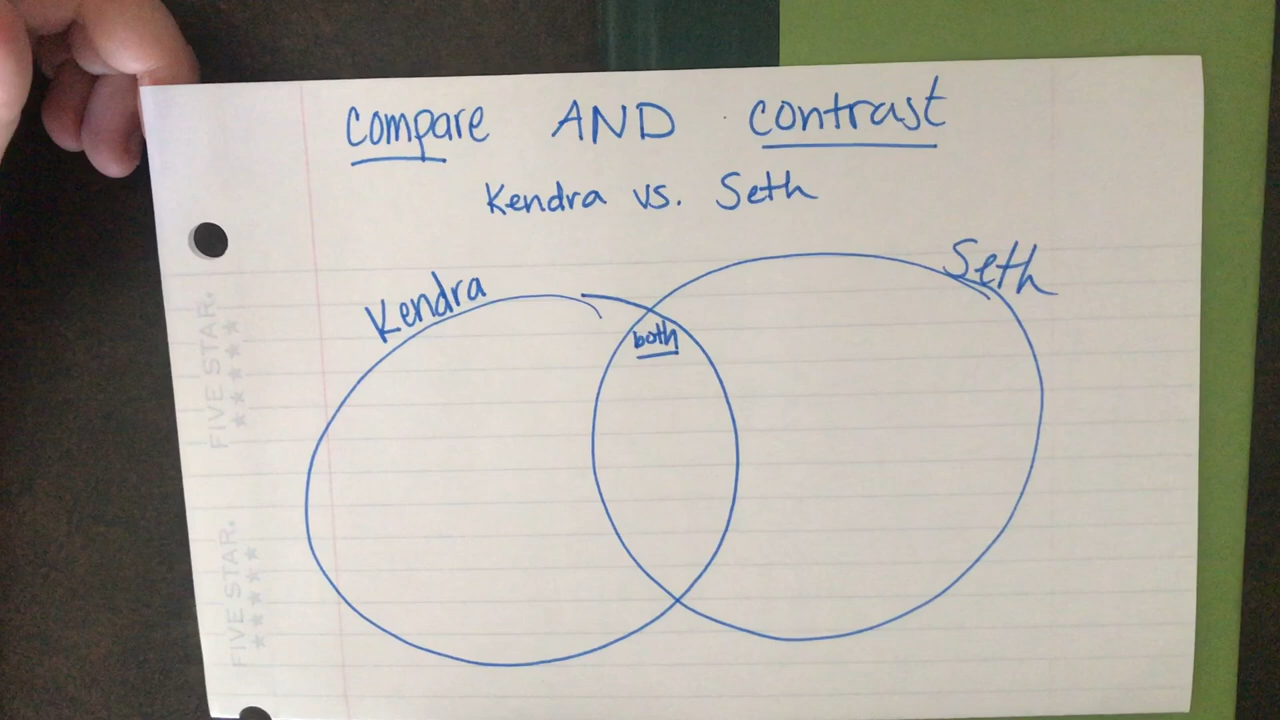 compare AND contrast
Kendra vs. Seth
Kendra
Seth
both
FIVE STAR.
FIVE STAR.